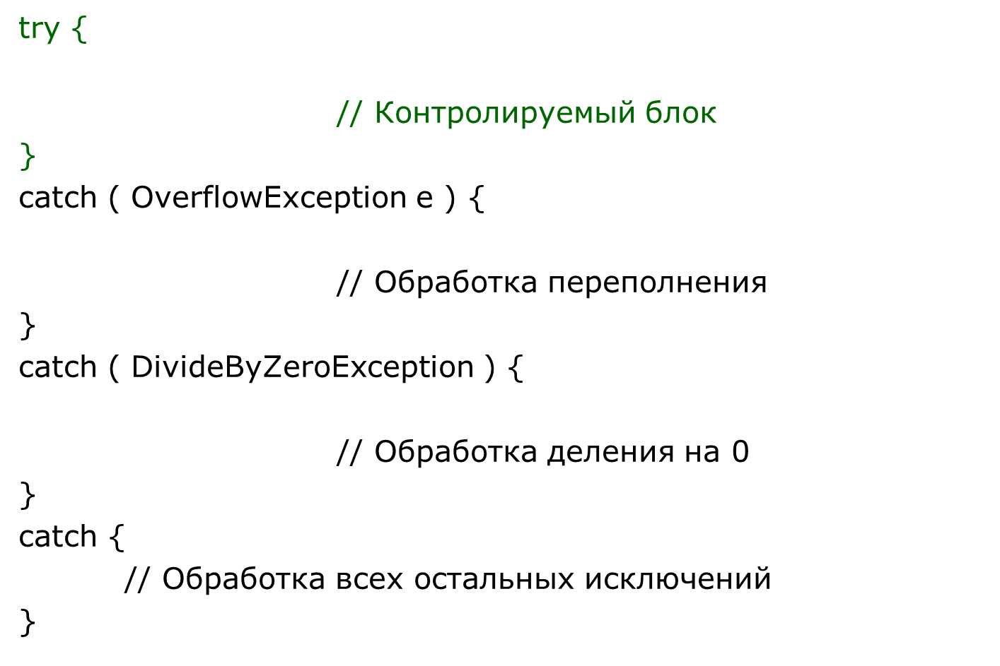 try {
// Контролируемый блок
}
catch ( OverflowException e ) {
// Обработка переполнения
}
catch ( DivideByZeroException ) {
// Обработка деления на 0
}
catch {
// Обработка всех остальных исключений
}